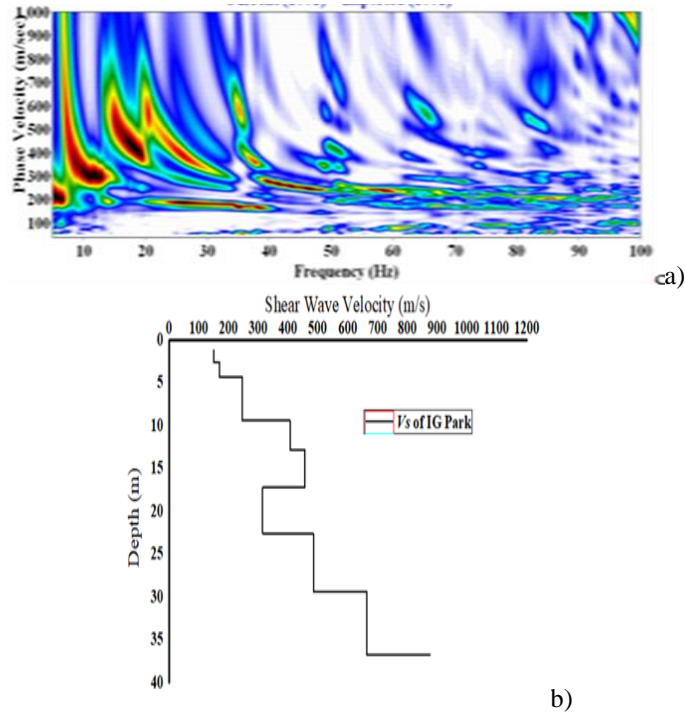 1,000
900
800
700
600
500
400
300
200
100
Phase Velocity (m/sec)
10 20 30 40 50 60 70 80 90 100
Frequency (Hz)
a)
Shear Wave Velocity (m/s)
0 100 200 300 400 500 600 700 800 900 1000 1100 1200
0
5
10
15
20
25
30
35
40
Depth (m)
Vs of IG Park
b)